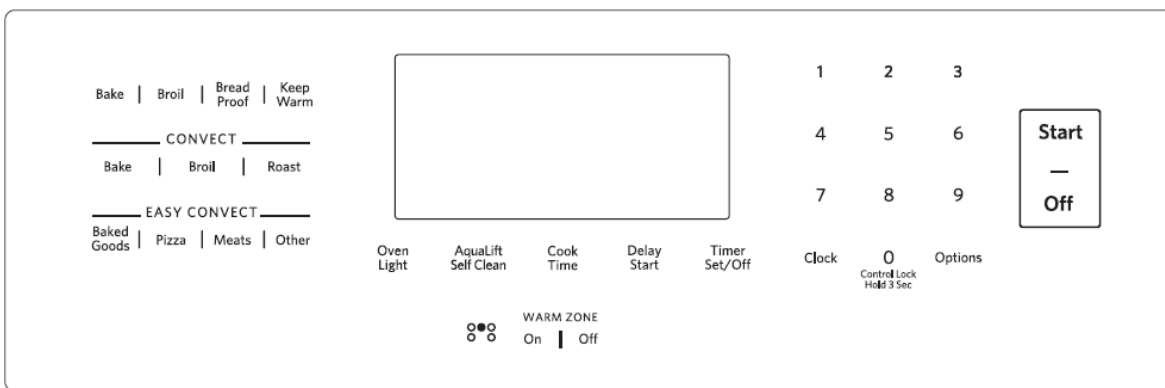 Bake | Broil | Bread Proof | Keep Warm
CONVECT
Bake | Broil | Roast
EASY CONVECT
Baked Goods | Pizza | Meats | Other
Oven Light
AquaLift Self Clean
Cook Time
Delay Start
Timer Set/Off
WARM ZONE
On | Off
1 2 3
4 5 6
7 8 9
Clock 0 Options
Control Lock
Hold 3 Sec
Start
—
Off